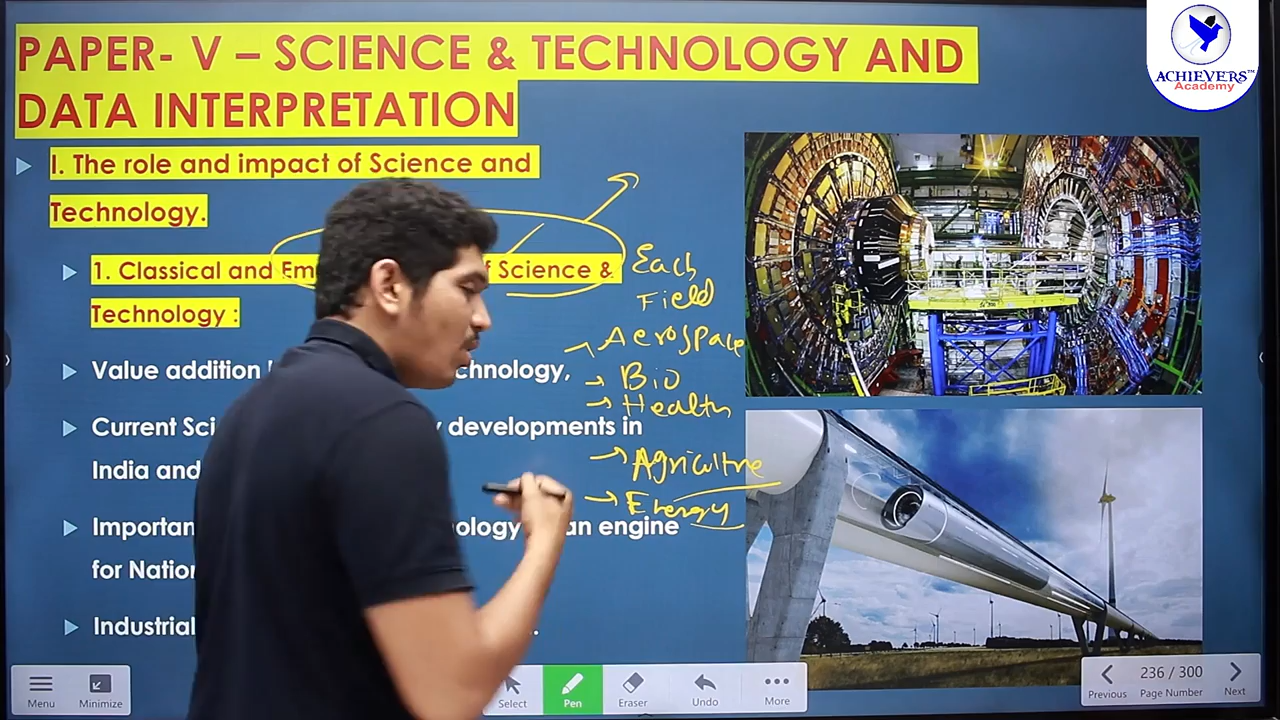 PAPER- V – SCIENCE & TECHNOLOGY AND
DATA INTERPRETATION
ACHIEVERS™
Academy
I. The role and impact of Science and
Technology.
1. Classical and Em of Science &
Technology :
Each
Field
Aerospace
Value addition chnology,
→ Bio
→ Health
Current Sci developments in
India and
→ Agriculture
→ Energy
Importan ology an engine
for Nation
Industrial
Menu
Minimize
Select
Pen
Eraser
Undo
More
Previous
236 / 300
Page Number
Next